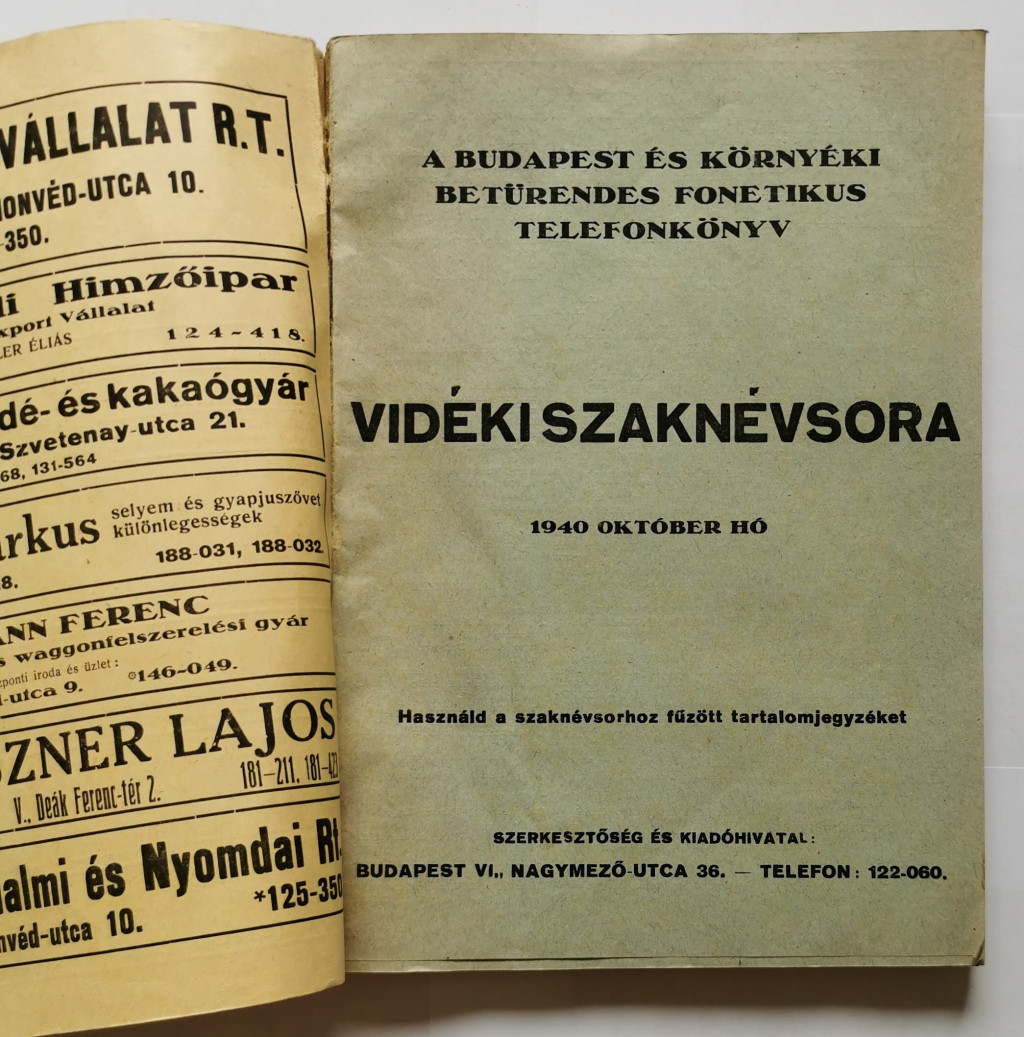 VÁLLALAT R.T.
HONVÉD-UTCA 10.
-350.
Himzőipar
xport Vállalat
LER ÉLIÁS 124-418.
dé- és kakaógyár
Szvetenay-utca 21.
68, 131-564
arkus selyem és gyapjuszövet
különlegességek
8. 188-031, 188-032
ANN FERENC
s waggonfelszerelési gyár
zponti iroda és üzlet:
i-utca 9. °146-049.
SZNER LAJOS
V., Deák Ferenc-tér 2. 181-211, 181-423
almi és Nyomdai Rt.
nvéd-utca 10. *125-350
A BUDAPEST ÉS KÖRNYÉKI
BETÜRENDES FONETIKUS
TELEFONKÖNYV
VIDÉKI SZAKNÉVSORA
1940 OKTÓBER HÓ
Használd a szaknévsorhoz fűzött tartalomjegyzéket
SZERKESZTŐSÉG ÉS KIADÓHIVATAL:
BUDAPEST VI., NAGYMEZŐ-UTCA 36. — TELEFON: 122-060.